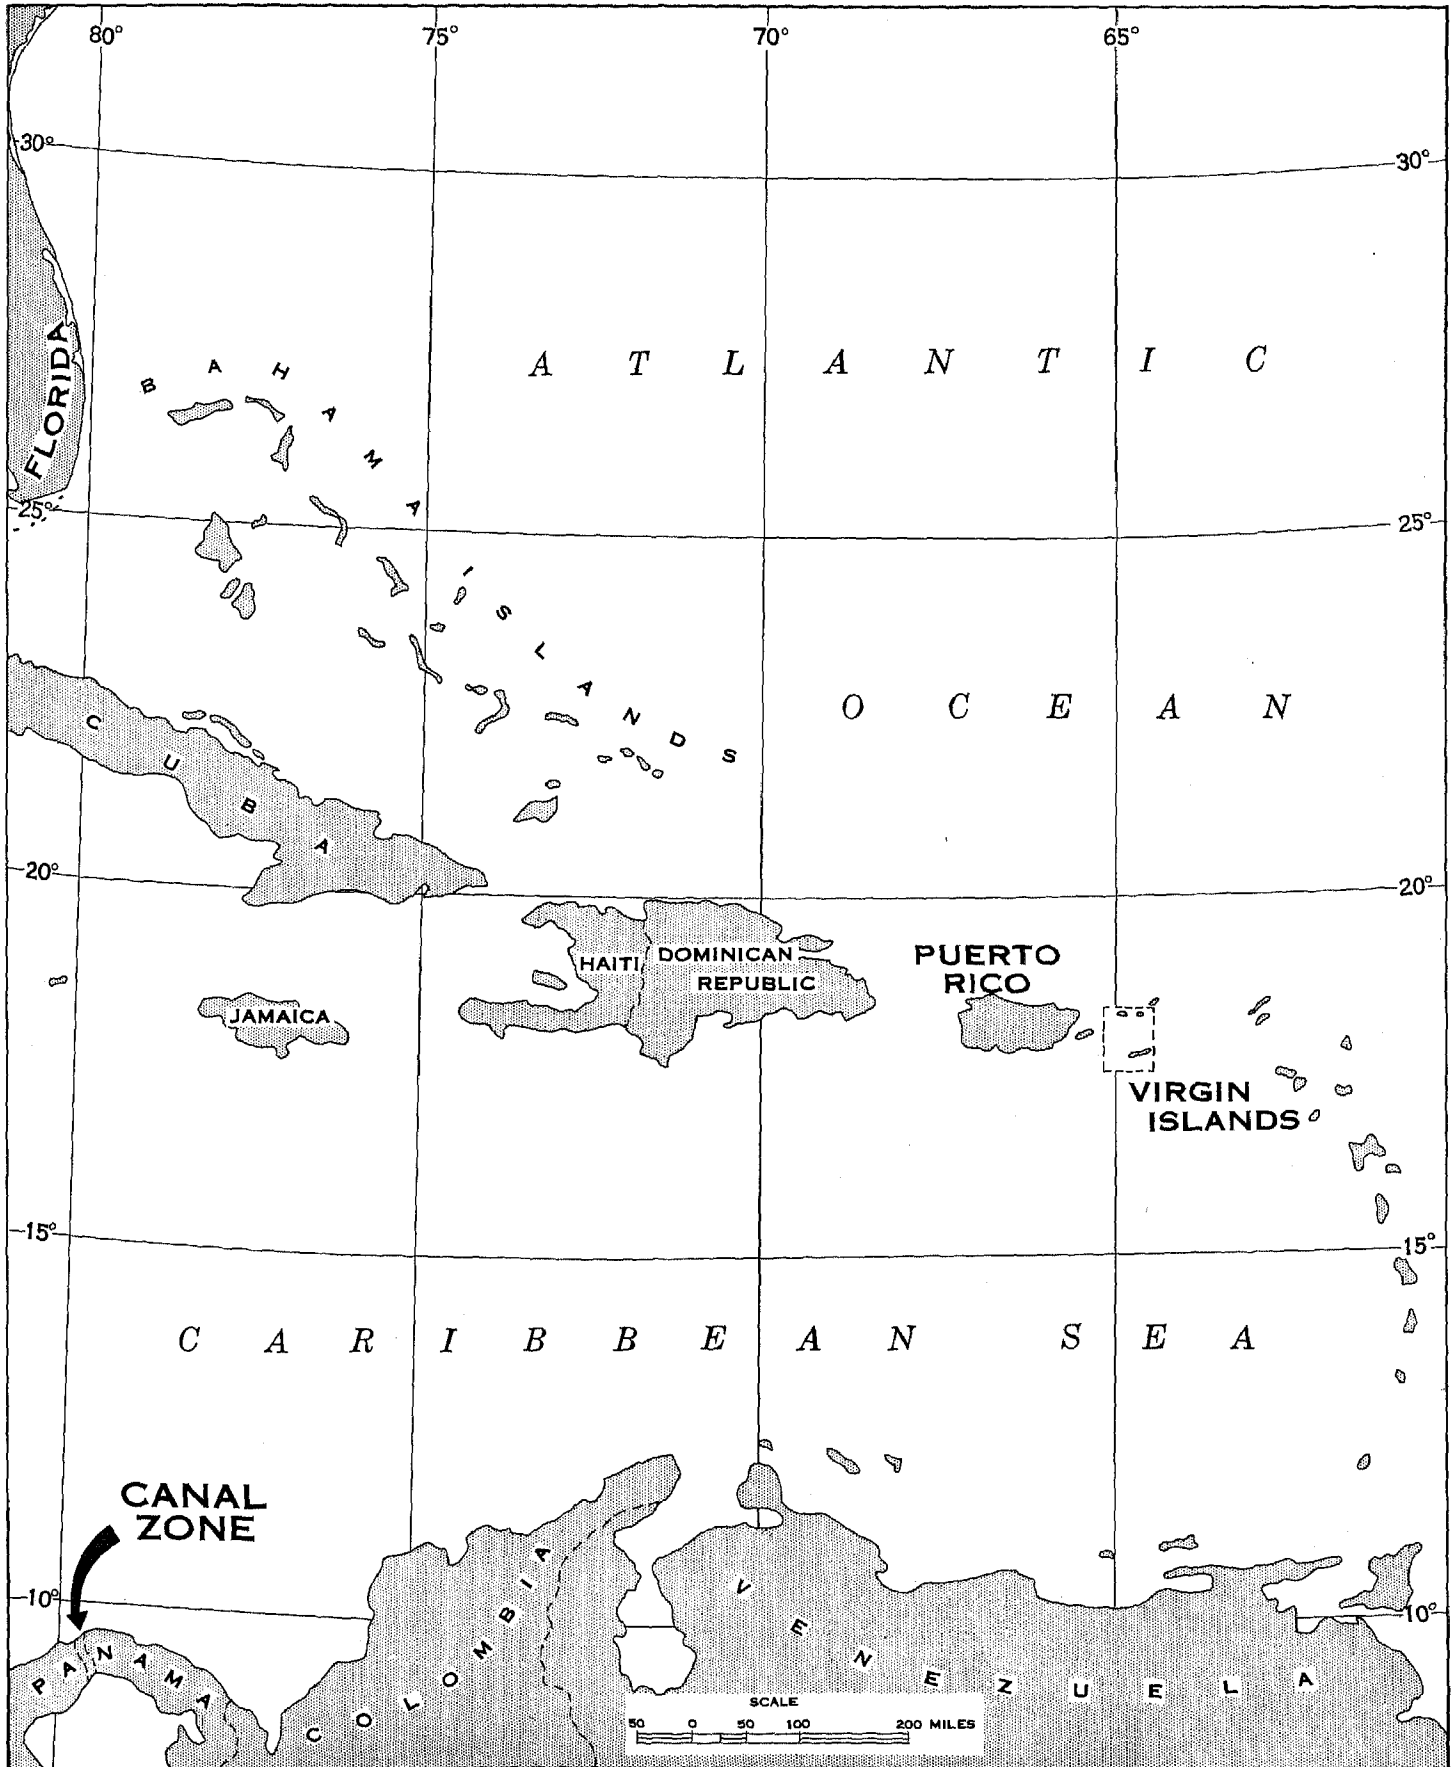 80° 75° 70° 65°
30° 30°
FLORIDA
BAHAMA ISLANDS
ATLANTIC
25° 25°
OCEAN
CUBA
20° 20°
HAITI
DOMINICAN
REPUBLIC
PUERTO
RICO
JAMAICA
VIRGIN
ISLANDS
15° 15°
CARIBBEAN SEA
CANAL
ZONE
10° 10°
PANAMA
COLOMBIA
VENEZUELA
SCALE
50 0 50 100 200 MILES